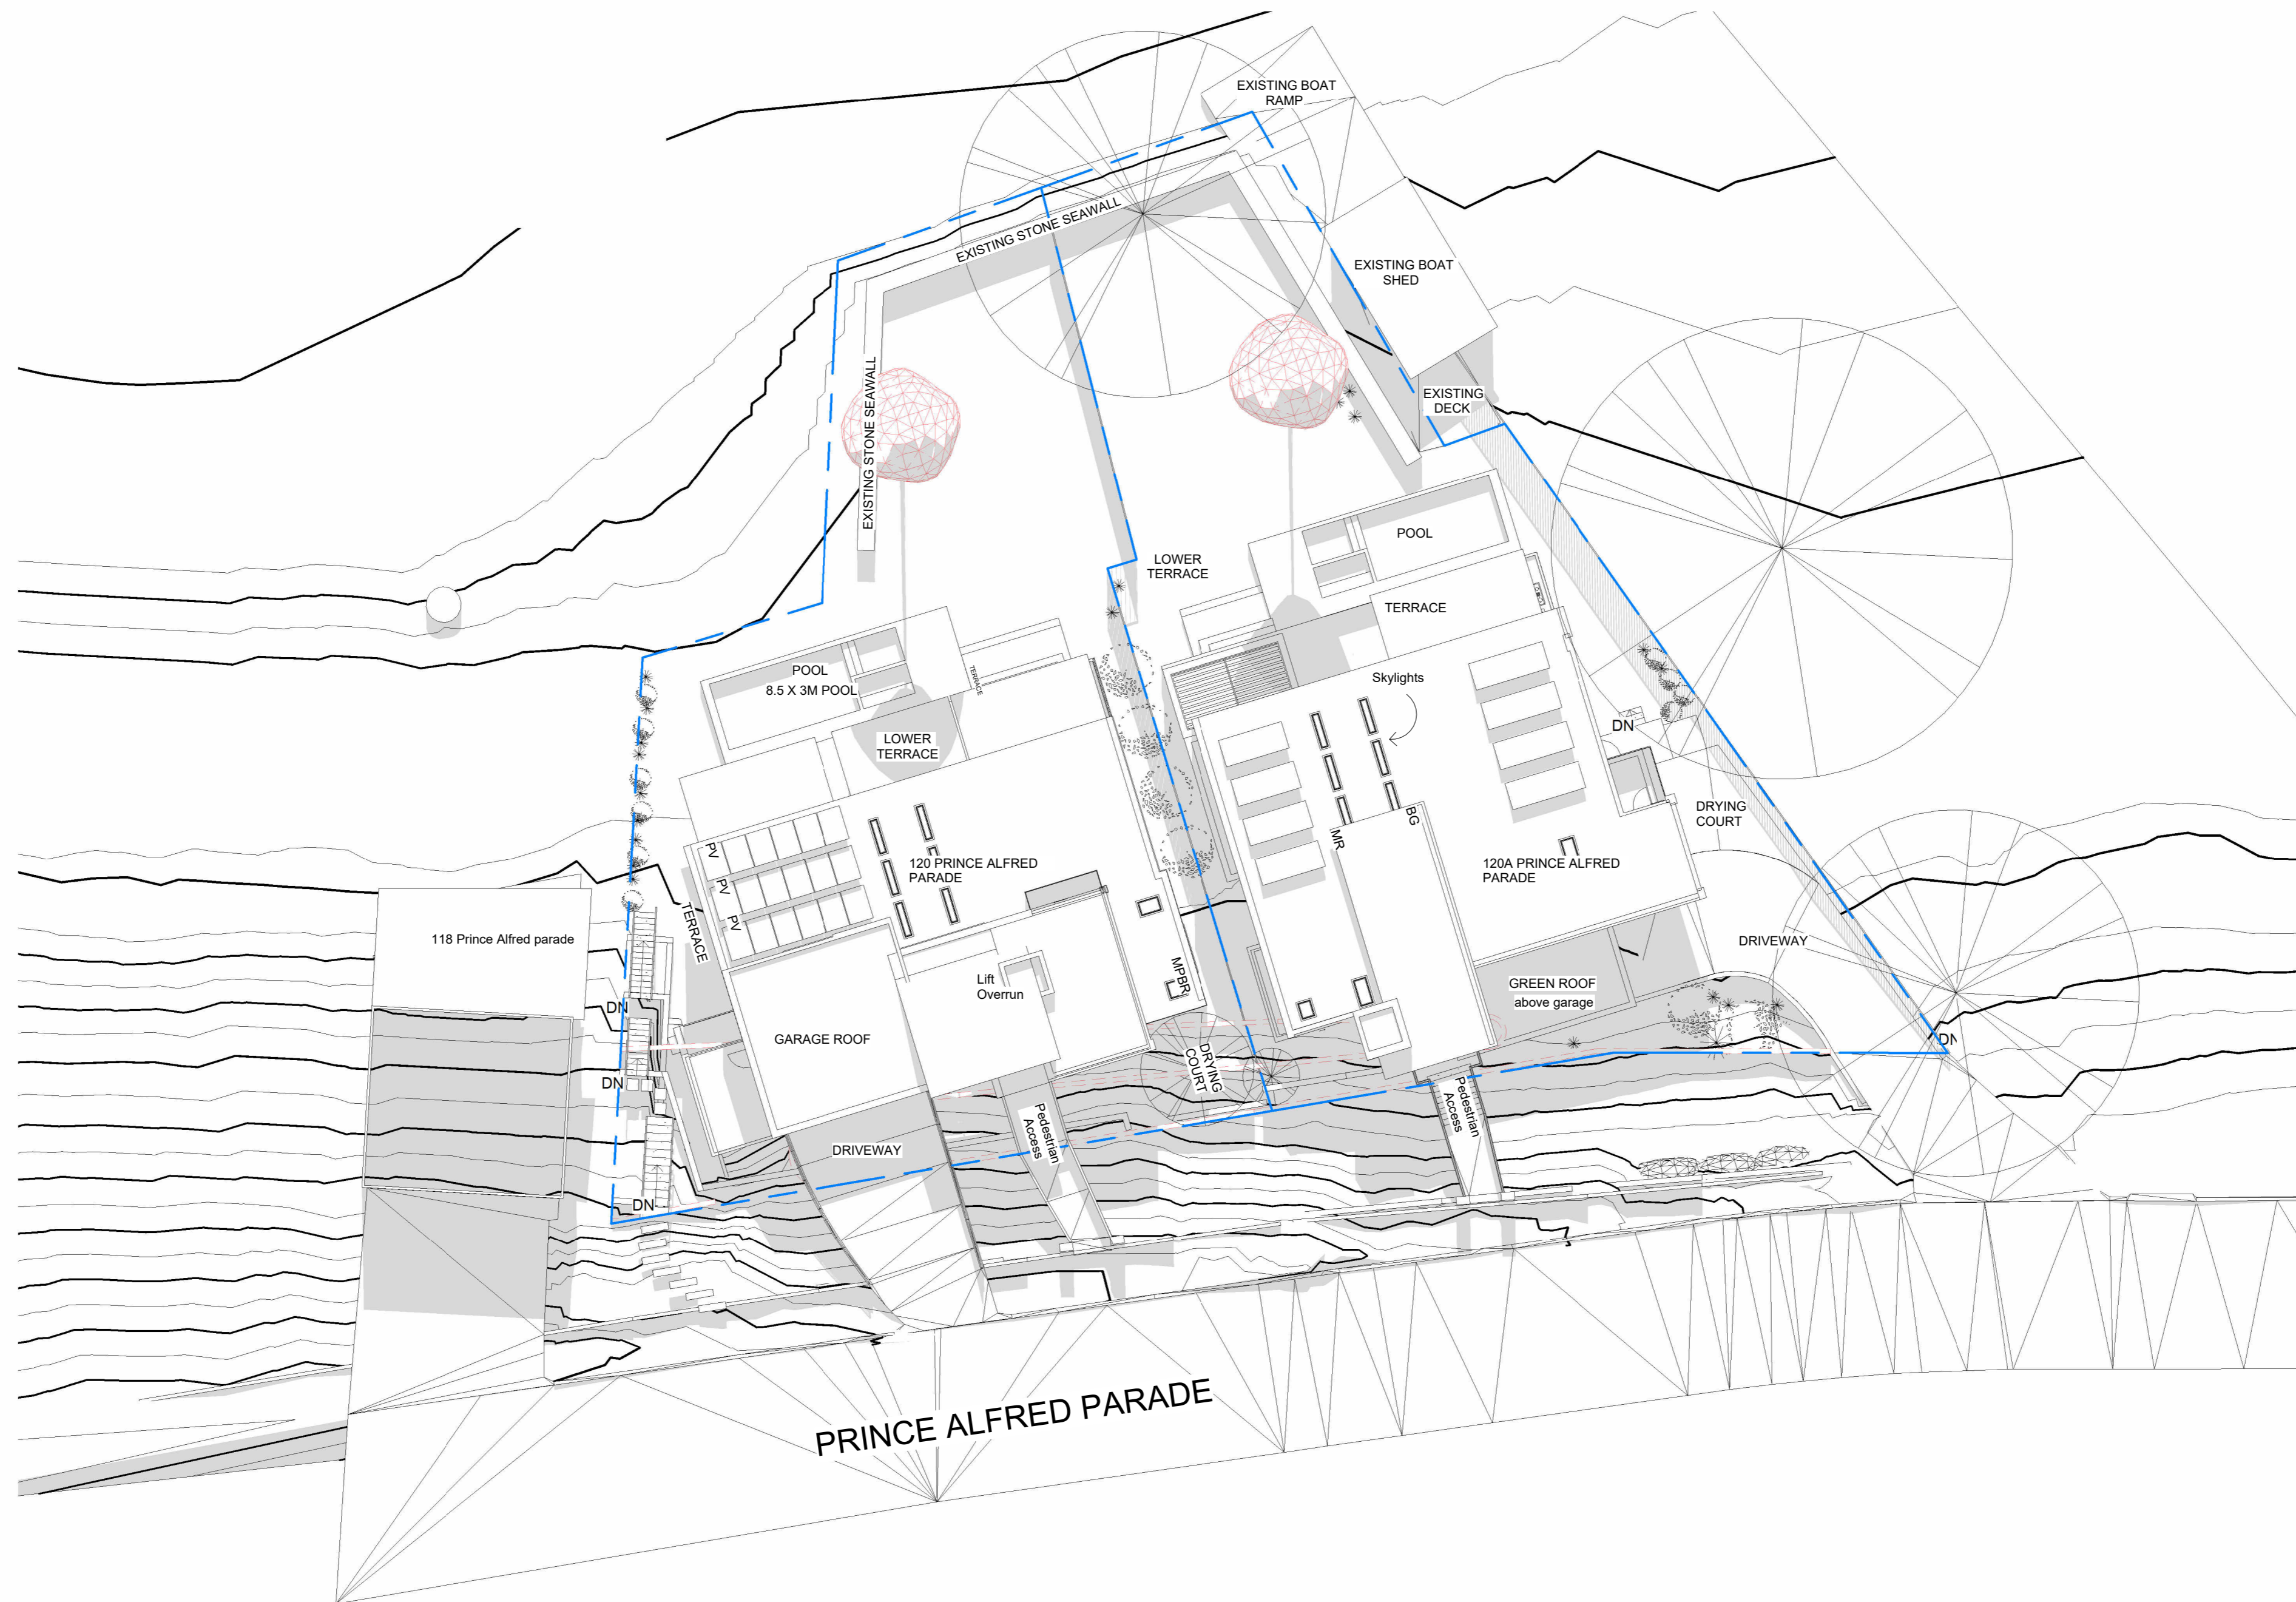 EXISTING BOAT
RAMP
EXISTING STONE SEAWALL
EXISTING BOAT
SHED
EXISTING STONE SEAWALL
EXISTING
DECK
POOL
LOWER
TERRACE
TERRACE
POOL
8.5 X 3M POOL
TERRACE
Skylights
LOWER
TERRACE
DN
DRYING
COURT
PV
PV
PV
MR
BG
120 PRINCE ALFRED
PARADE
120A PRINCE ALFRED
PARADE
TERRACE
118 Prince Alfred parade
DRIVEWAY
MPBR
Lift
Overrun
GREEN ROOF
above garage
DN
GARAGE ROOF
DN
DRYING
COURT
DN
Pedestrian
Access
Pedestrian
Access
DRIVEWAY
DN
PRINCE ALFRED PARADE